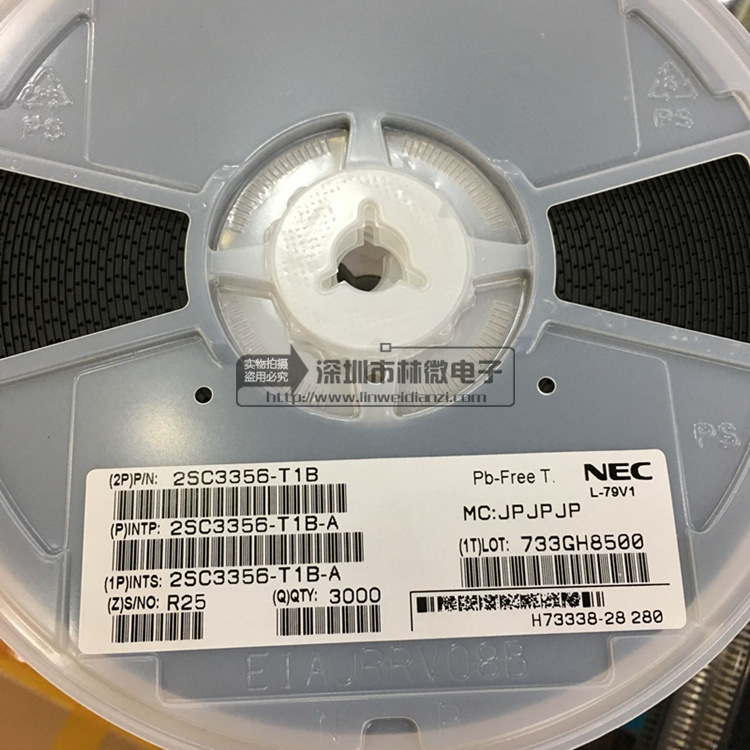 PS
PS
实物拍摄
盗用必究
深圳市林微电子
http://www.linweidianzi.com
PS
(2P)P/N: 2SC3356-T1B
Pb-Free T. NEC
L-79V1
(P)INTP: 2SC3356-T1B-A
MC:JPJPJP
(1T)LOT: 733GH8500
(1P)INTS: 2SC3356-T1B-A
(Z)S/NO: R25 (Q)QTY: 3000
H73338-28 280
EIAJRRV08B